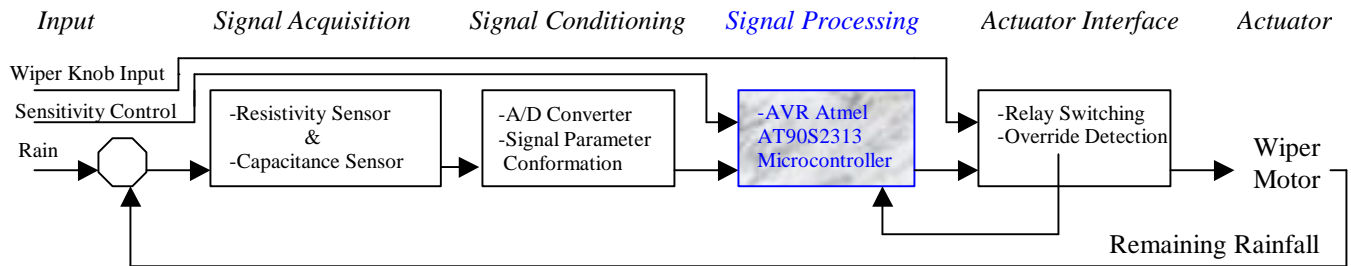 Input
Signal Acquisition
Signal Conditioning
Signal Processing
Actuator Interface
Actuator
Wiper Knob Input
Sensitivity Control
Rain
-Resistivity Sensor
&
-Capacitance Sensor
-A/D Converter
-Signal Parameter
Conformation
-AVR Atmel
AT90S2313
Microcontroller
-Relay Switching
-Override Detection
Wiper
Motor
Remaining Rainfall